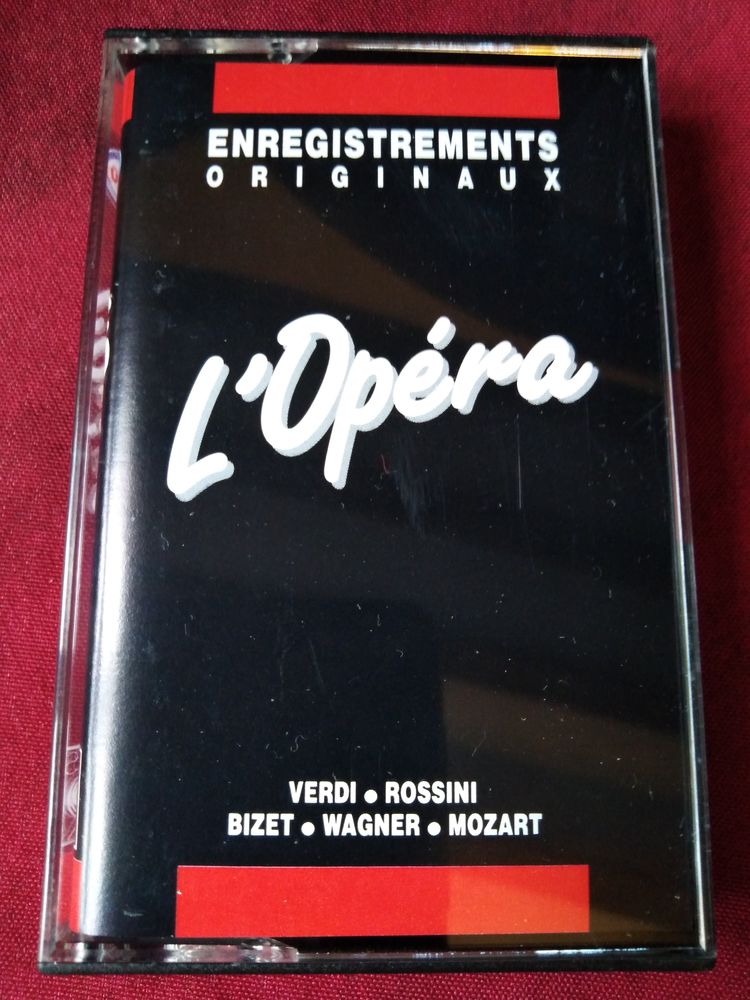 ENREGISTREMENTS
ORIGINAUX
L'Opéra
VERDI • ROSSINI
BIZET • WAGNER • MOZART